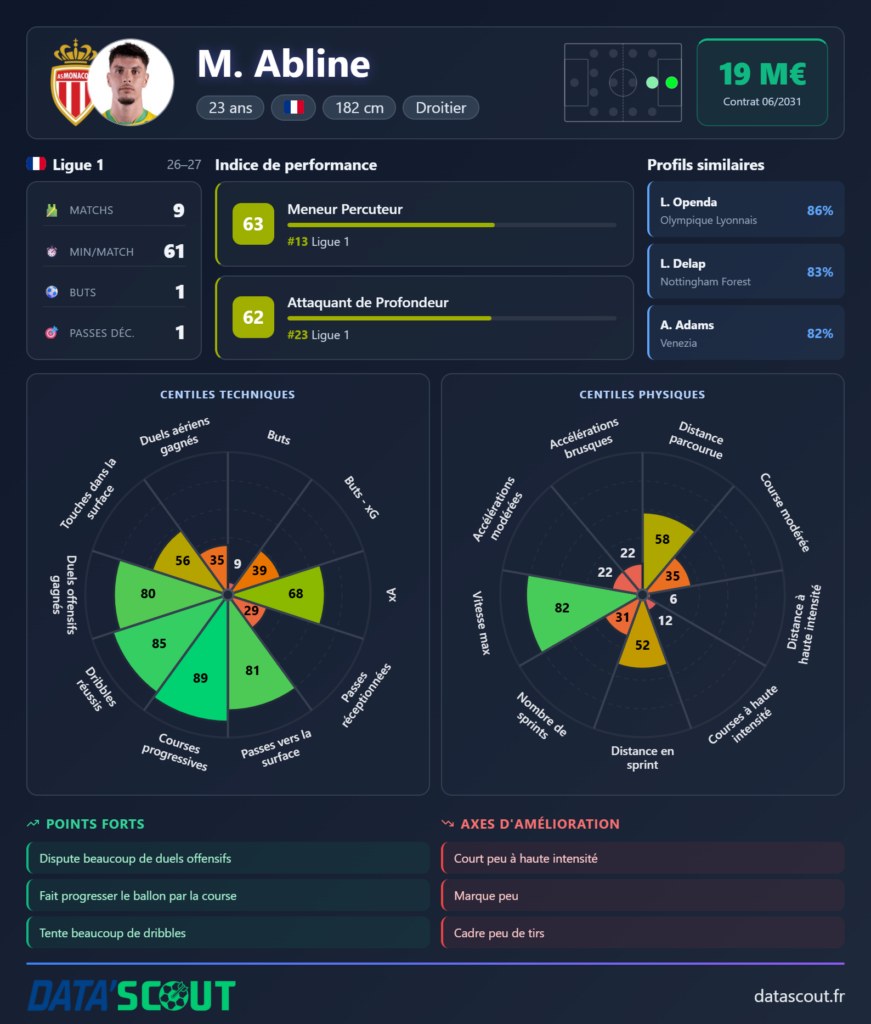 AS MONACO
M. Abline
23 ans
182 cm
Droitier
19 M€
Contrat 06/2031
Ligue 1
26–27
MATCHS 9
MIN/MATCH 61
BUTS 1
PASSES DÉC. 1
Indice de performance
63
Meneur Percuteur
#13 Ligue 1
62
Attaquant de Profondeur
#23 Ligue 1
Profils similaires
L. Openda
Olympique Lyonnais
86%
L. Delap
Nottingham Forest
83%
A. Adams
Venezia
82%
CENTILES TECHNIQUES
Buts
9
Buts - xG
39
xA
68
Passes
réceptionnées
29
Passes vers la
surface
81
Courses
progressives
89
Dribbles
réussis
85
Duels offensifs
gagnés
80
Touches dans la
surface
56
Duels aériens
gagnés
35
CENTILES PHYSIQUES
Distance
parcourue
58
Course modérée
35
Distance à
haute intensité
6
Courses à haute
intensité
12
Distance en
sprint
52
Nombre de
sprints
31
Vitesse max
82
Accélérations
modérées
22
Accélérations
brusques
22
POINTS FORTS
Dispute beaucoup de duels offensifs
Fait progresser le ballon par la course
Tente beaucoup de dribbles
AXES D'AMÉLIORATION
Court peu à haute intensité
Marque peu
Cadre peu de tirs
DATA'SCOUT
datascout.fr